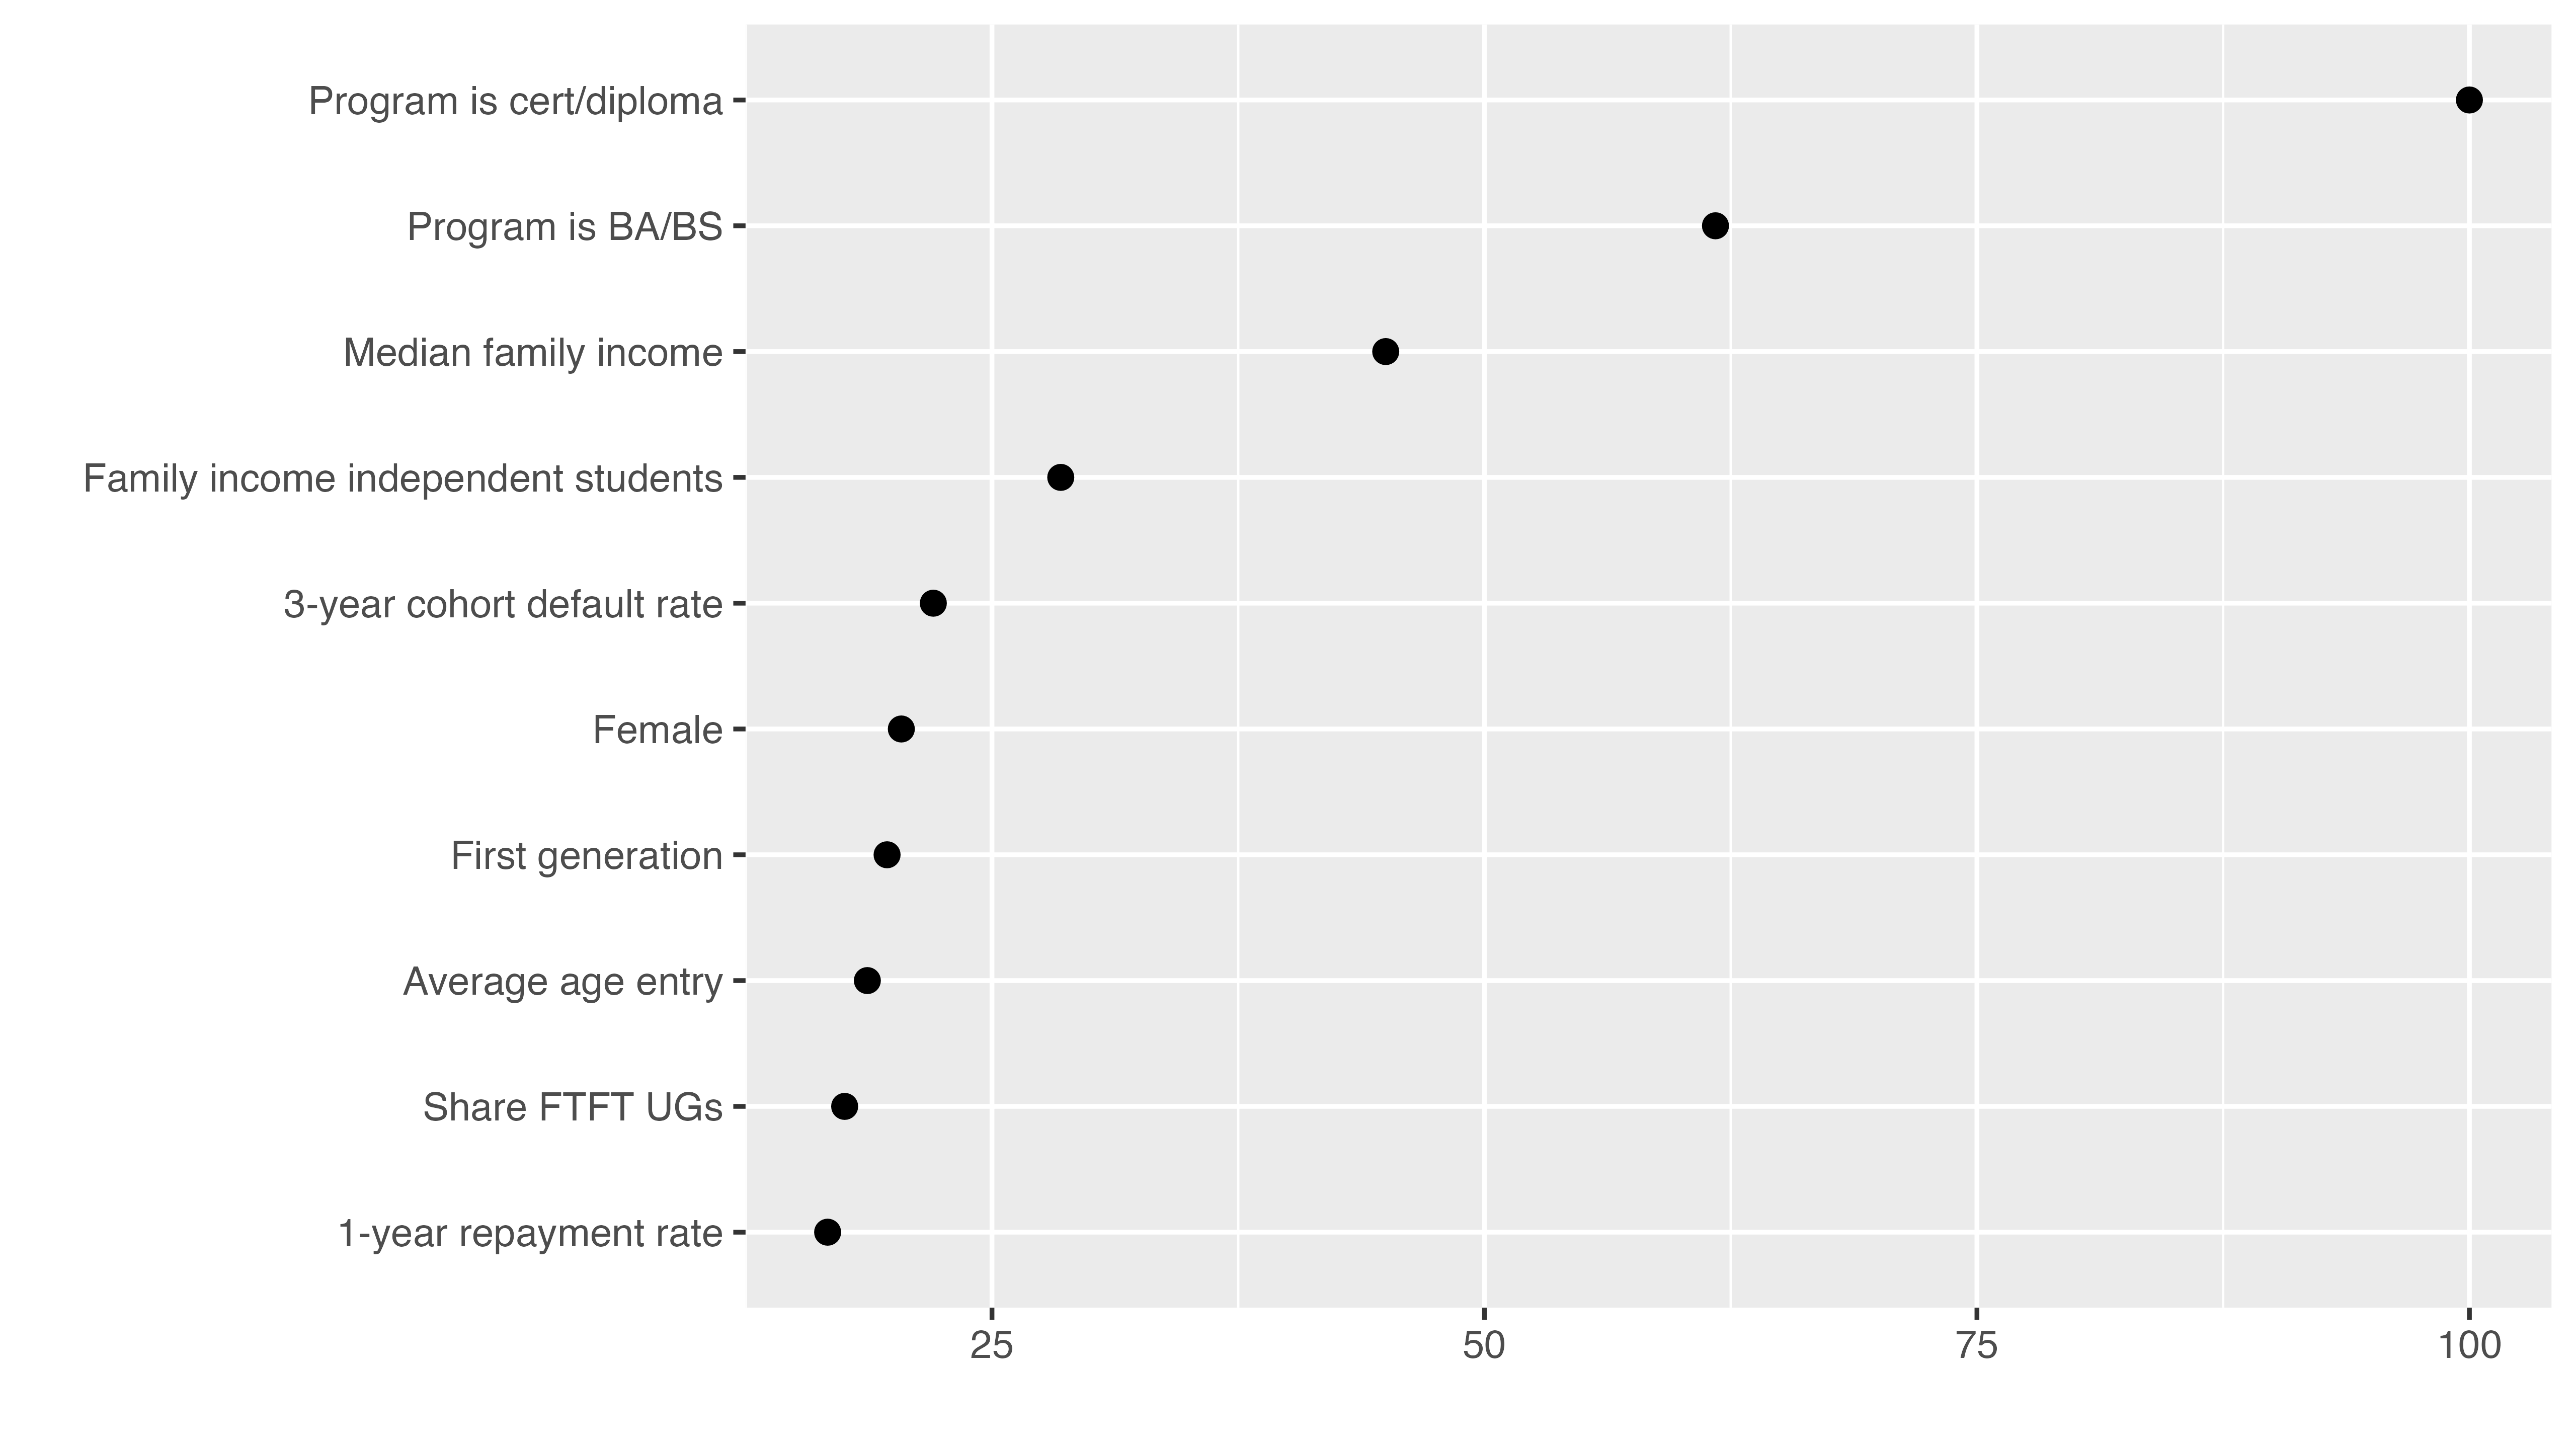 Program is cert/diploma
Program is BA/BS
Median family income
Family income independent students
3-year cohort default rate
Female
First generation
Average age entry
Share FTFT UGs
1-year repayment rate
25 50 75 100